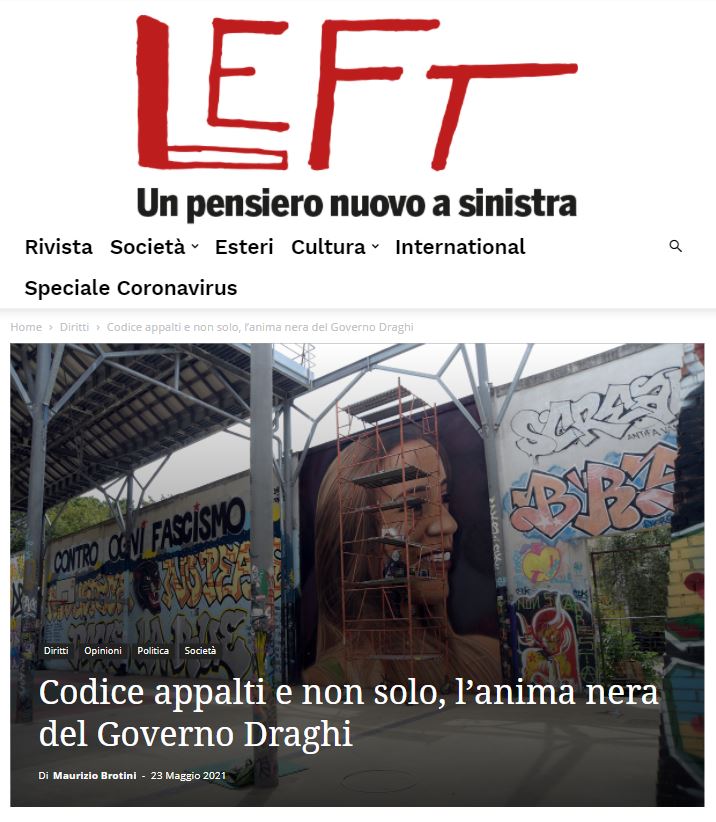 LEFT
Un pensiero nuovo a sinistra
Rivista Società Esteri Cultura International
Speciale Coronavirus
Home > Diritti > Codice appalti e non solo, l'anima nera del Governo Draghi
CONTRO OGNI FASCISMO
Diritti Opinioni Politica Società
Codice appalti e non solo, l'anima nera
del Governo Draghi
Di Maurizio Brotini - 23 Maggio 2021